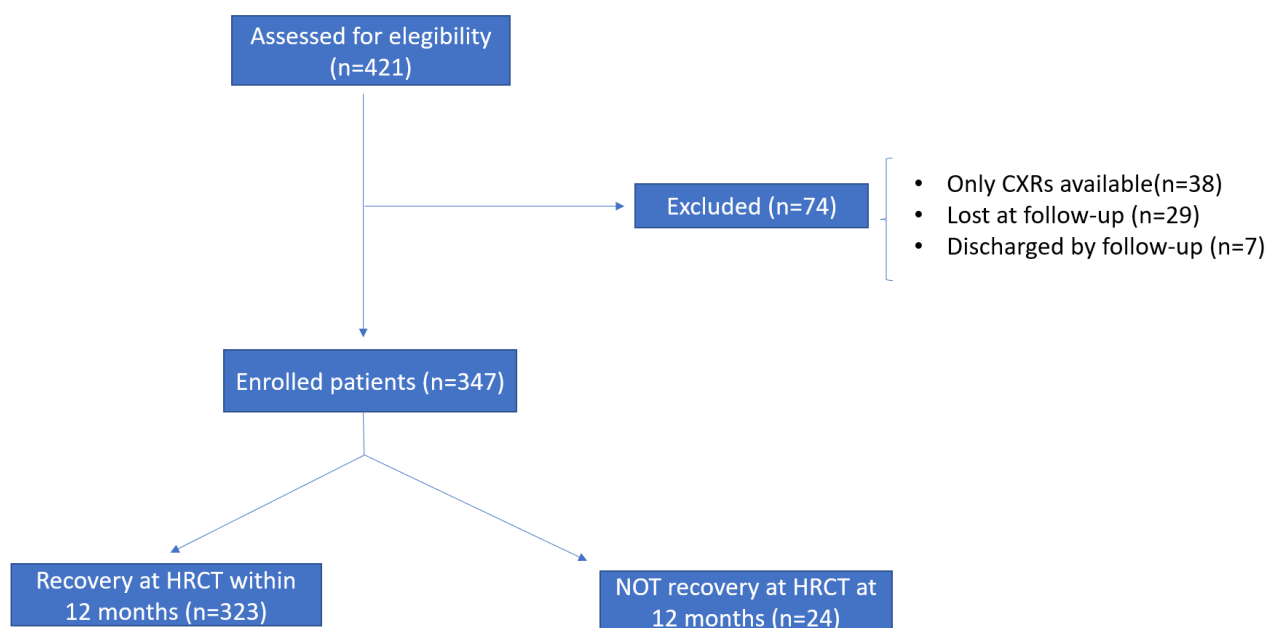 Assessed for elegibility
(n=421)
Excluded (n=74)
• Only CXRs available(n=38)
• Lost at follow-up (n=29)
• Discharged by follow-up (n=7)
Enrolled patients (n=347)
Recovery at HRCT within
12 months (n=323)
NOT recovery at HRCT at
12 months (n=24)